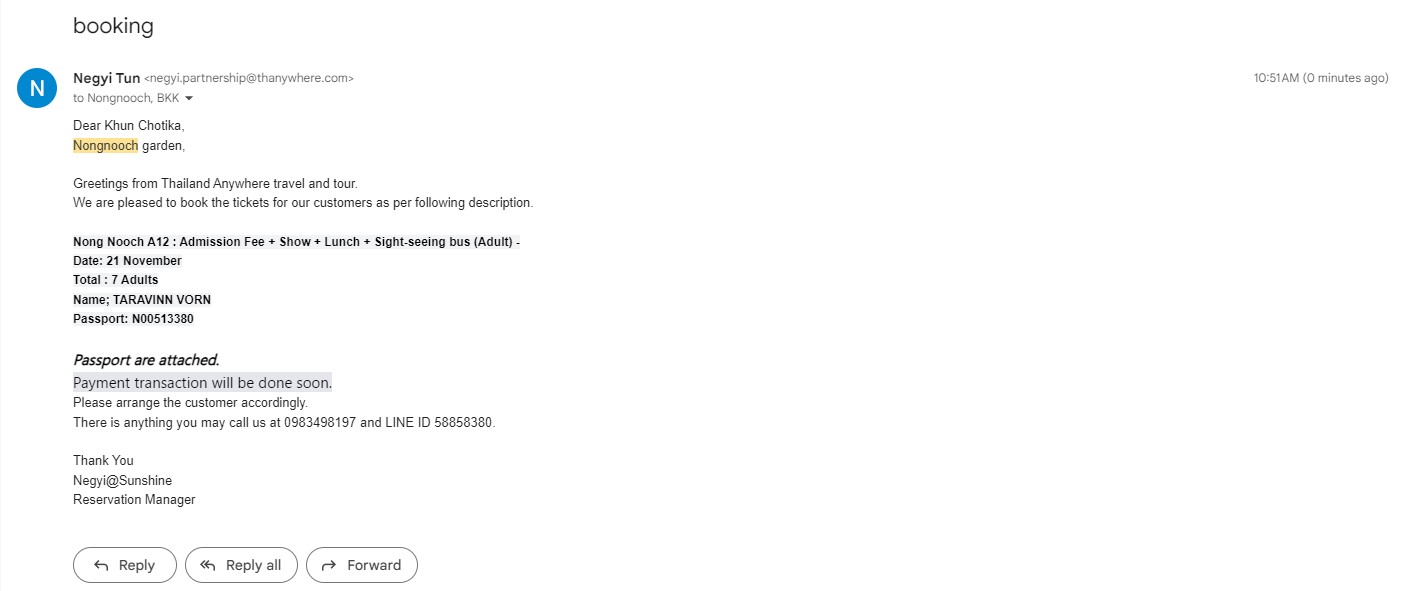 booking
N
Negyi Tun <negyi.partnership@thanywhere.com>
10:51 AM (0 minutes ago)
to Nongnooch, BKK
Dear Khun Chotika,
Nongnooch garden,
Greetings from Thailand Anywhere travel and tour.
We are pleased to book the tickets for our customers as per following description.
Nong Nooch A12 : Admission Fee + Show + Lunch + Sight-seeing bus (Adult) -
Date: 21 November
Total : 7 Adults
Name; TARAVINN VORN
Passport: N00513380
Passport are attached.
Payment transaction will be done soon.
Please arrange the customer accordingly.
There is anything you may call us at 0983498197 and LINE ID 58858380.
Thank You
Negyi@Sunshine
Reservation Manager
Reply
Reply all
Forward